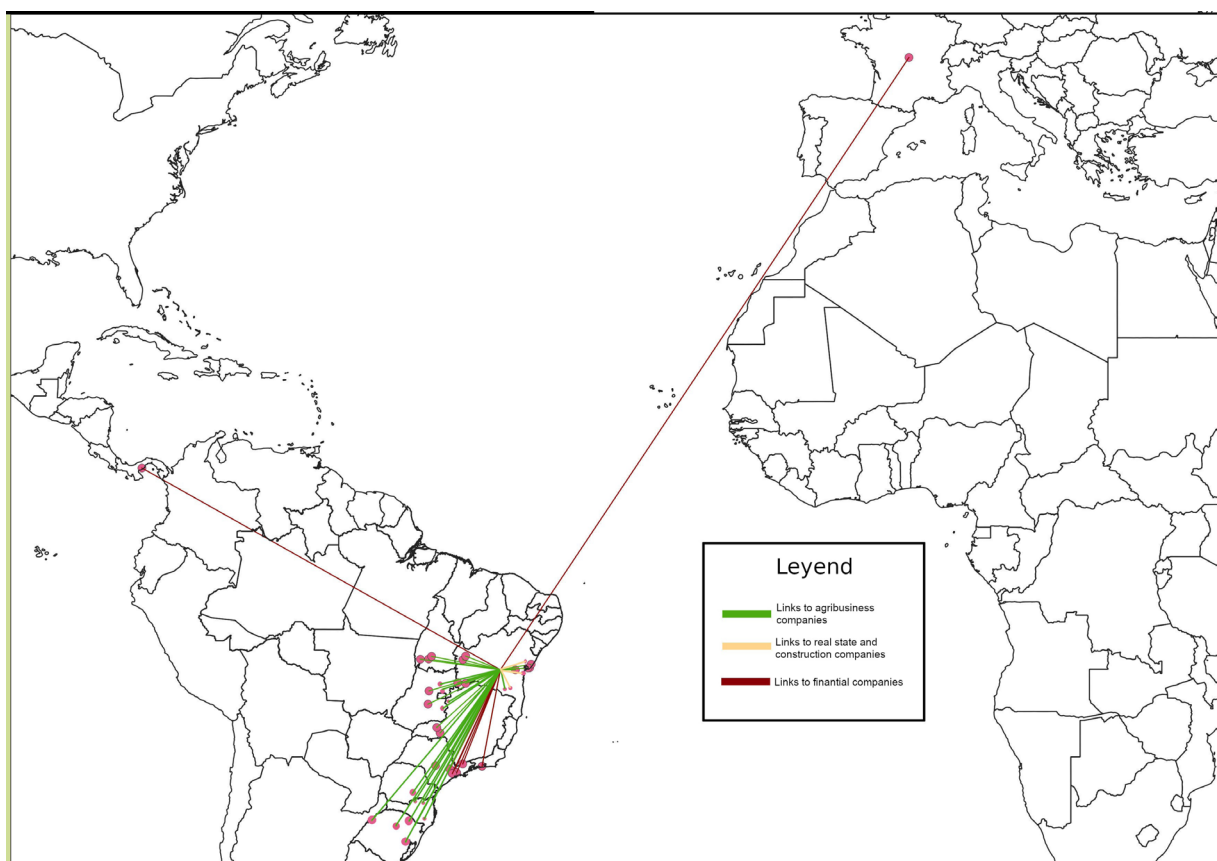 Leyend
Links to agribusiness
companies
Links to real state and
construction companies
Links to finantial companies